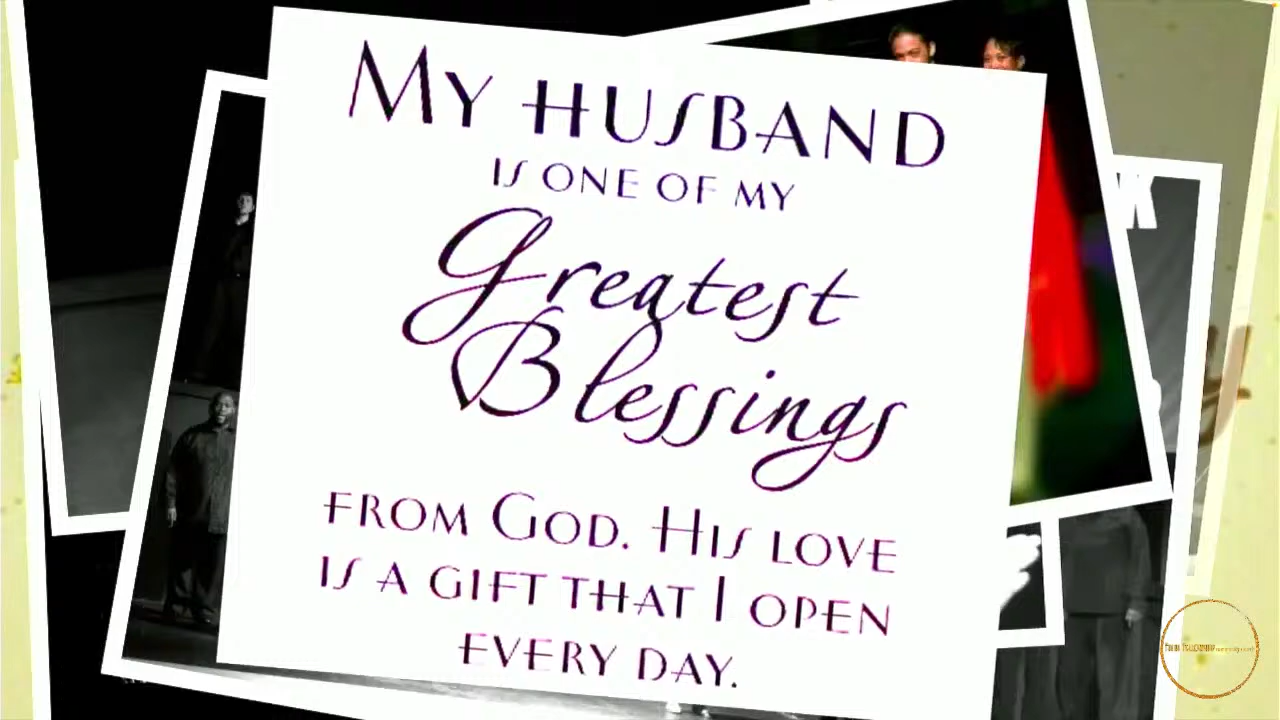 My husband
is one of my
Greatest
Blessings
from God. His love
is a gift that I open
every day.
K